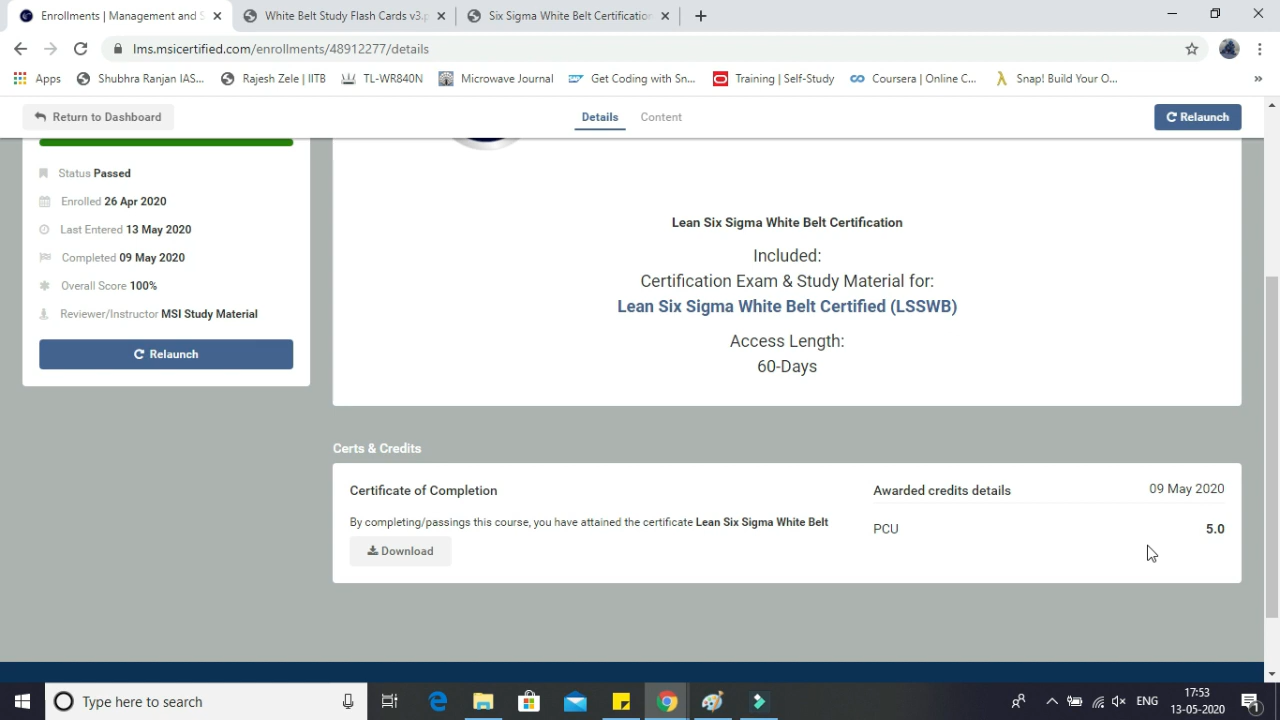 Enrollments | Management and S
White Belt Study Flash Cards v3.p
Six Sigma White Belt Certification
lms.msicertified.com/enrollments/48912277/details
Apps
Shubhra Ranjan IAS...
Rajesh Zele | IITB
TL-WR840N
Microwave Journal
Get Coding with Sn...
Training | Self-Study
Coursera | Online C...
Snap! Build Your O...
»
Return to Dashboard
Details
Content
Relaunch
Status Passed
Enrolled 26 Apr 2020
Last Entered 13 May 2020
Completed 09 May 2020
Overall Score 100%
Reviewer/Instructor MSI Study Material
Relaunch
Lean Six Sigma White Belt Certification
Included:
Certification Exam & Study Material for:
Lean Six Sigma White Belt Certified (LSSWB)
Access Length:
60-Days
Certs & Credits
Certificate of Completion
By completing/passings this course, you have attained the certificate Lean Six Sigma White Belt
Download
Awarded credits details 09 May 2020
PCU 5.0
Type here to search
ENG
17:53
13-05-2020
1